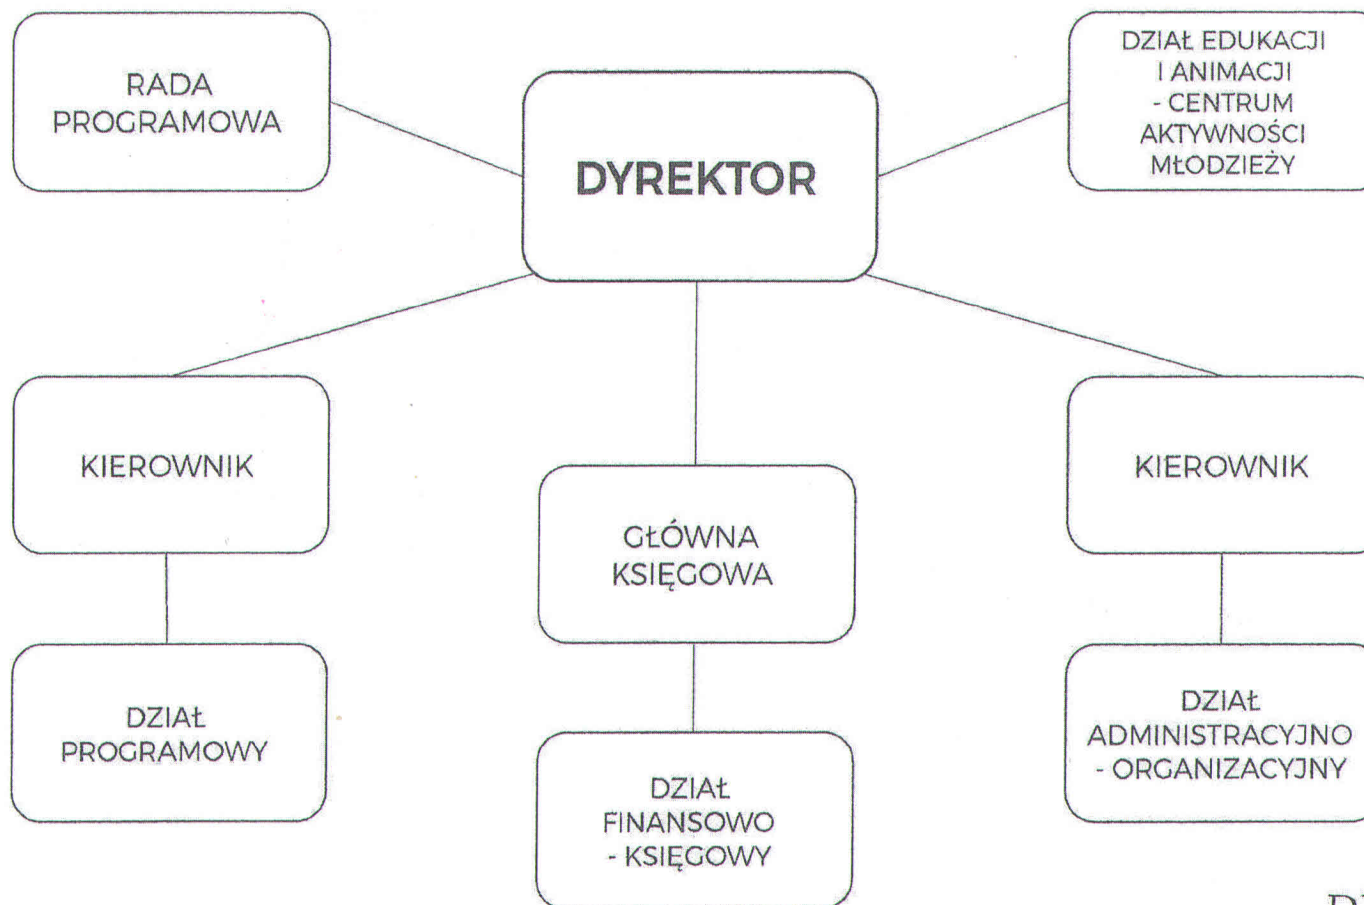 RADA
PROGRAMOWA
DYREKTOR
DZIAŁ EDUKACJI
I ANIMACJI
- CENTRUM
AKTYWNOŚCI
MŁODZIEŻY
KIEROWNIK
GŁÓWNA
KSIĘGOWA
KIEROWNIK
DZIAŁ
PROGRAMOWY
DZIAŁ
FINANSOWO
- KSIĘGOWY
DZIAŁ
ADMINISTRACYJNO
- ORGANIZACYJNY